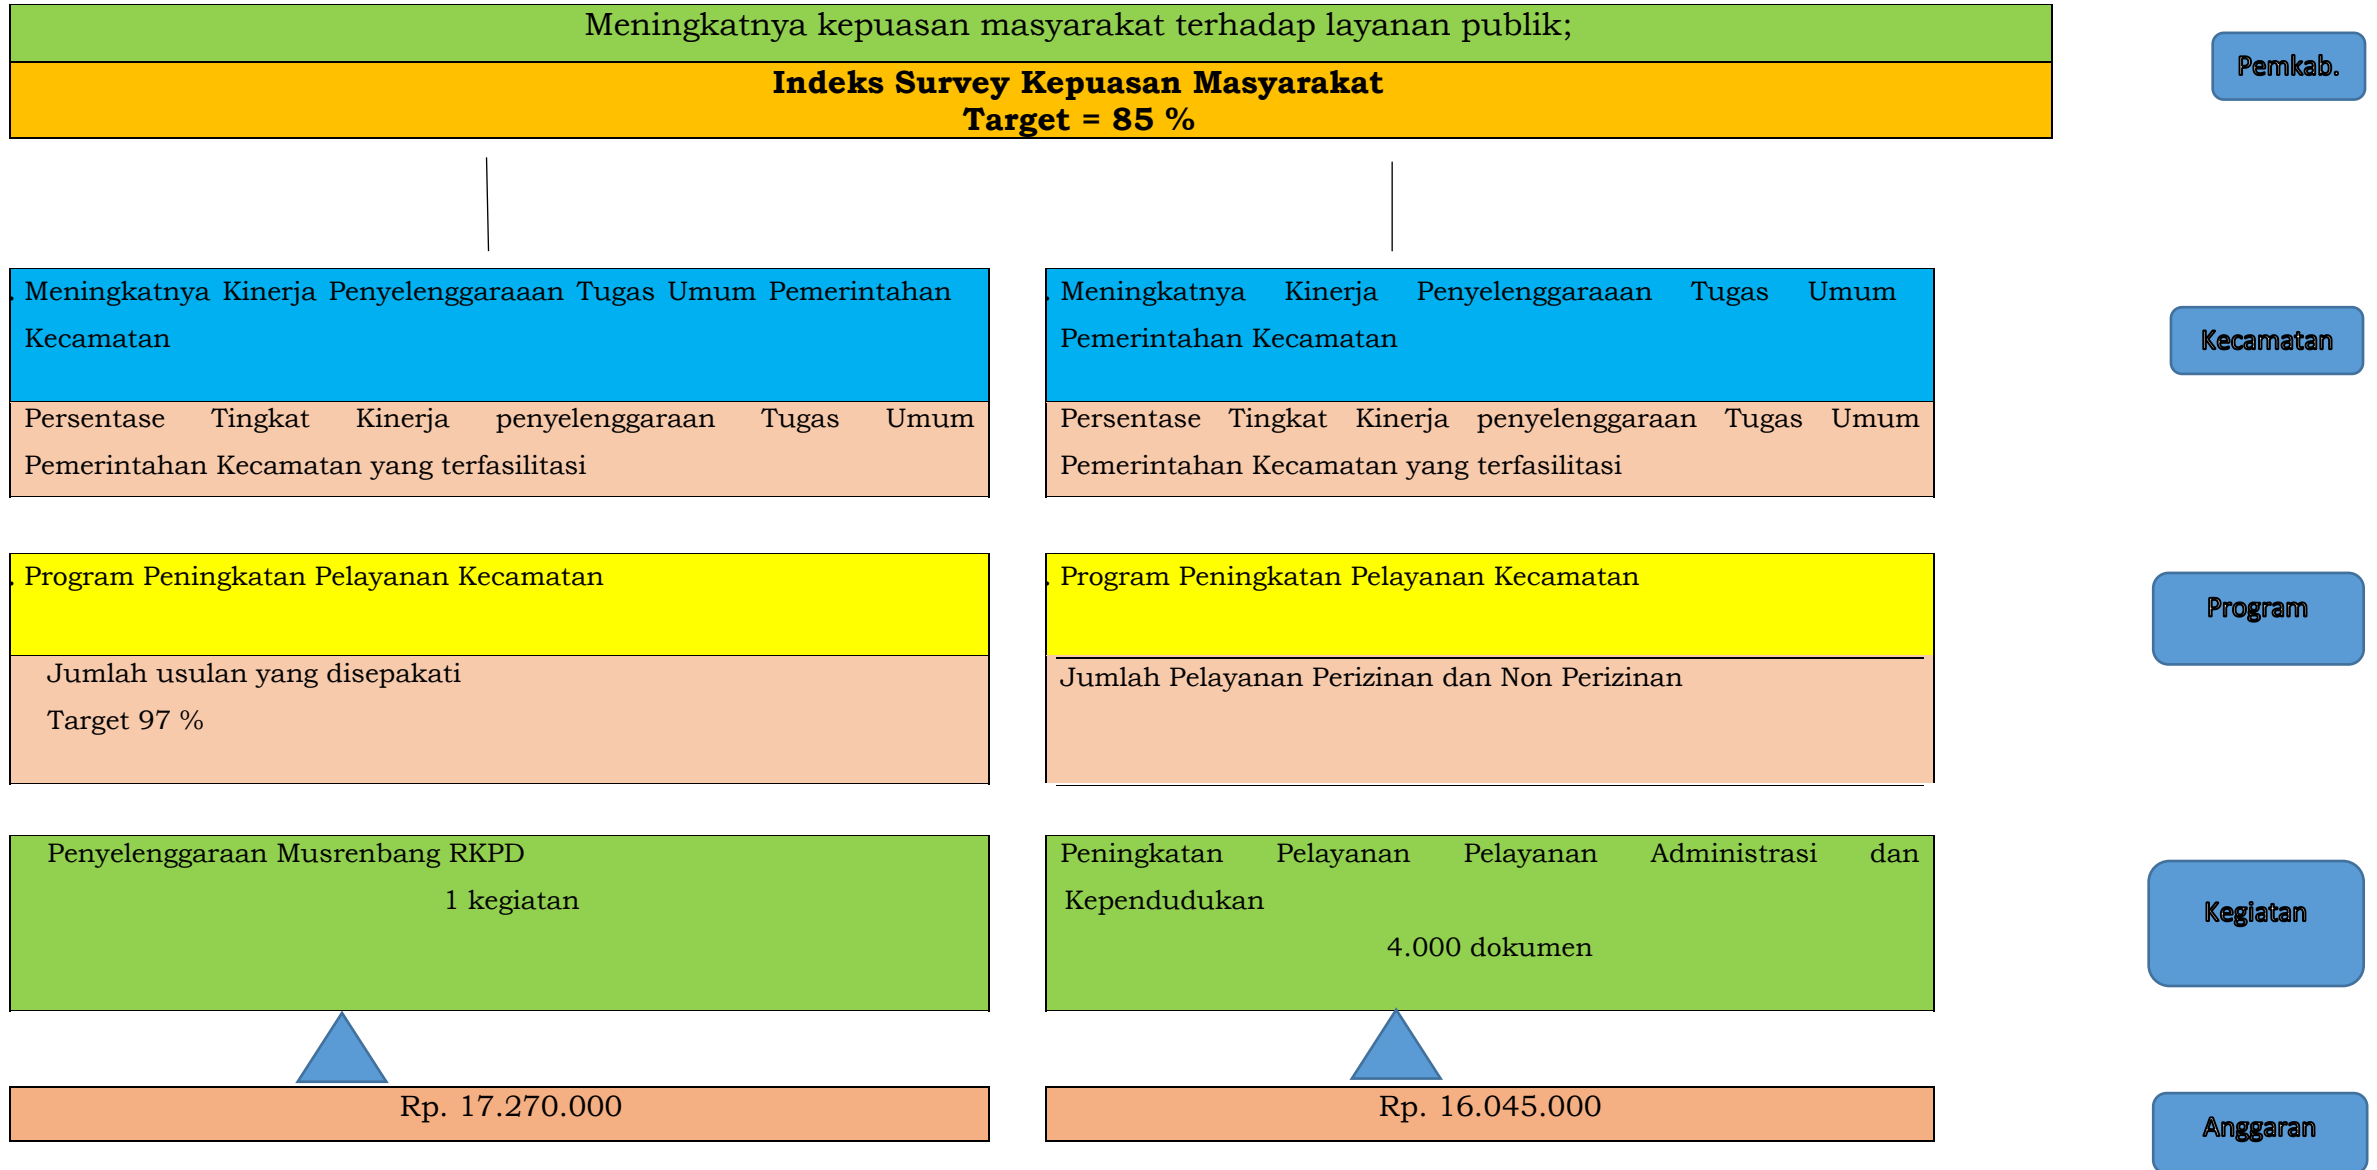 Meningkatnya kepuasan masyarakat terhadap layanan publik;
Indeks Survey Kepuasan Masyarakat
Target = 85 %
Pemkab.
. Meningkatnya Kinerja Penyelenggaraaan Tugas Umum Pemerintahan
Kecamatan
Persentase Tingkat Kinerja penyelenggaraan Tugas Umum
Pemerintahan Kecamatan yang terfasilitasi
. Meningkatnya Kinerja Penyelenggaraaan Tugas Umum
Pemerintahan Kecamatan
Persentase Tingkat Kinerja penyelenggaraan Tugas Umum
Pemerintahan Kecamatan yang terfasilitasi
Kecamatan
. Program Peningkatan Pelayanan Kecamatan
Jumlah usulan yang disepakati
Target 97 %
. Program Peningkatan Pelayanan Kecamatan
Jumlah Pelayanan Perizinan dan Non Perizinan
Program
Penyelenggaraan Musrenbang RKPD
1 kegiatan
Peningkatan Pelayanan Pelayanan Administrasi dan
Kependudukan
4.000 dokumen
Kegiatan
Rp. 17.270.000
Rp. 16.045.000
Anggaran